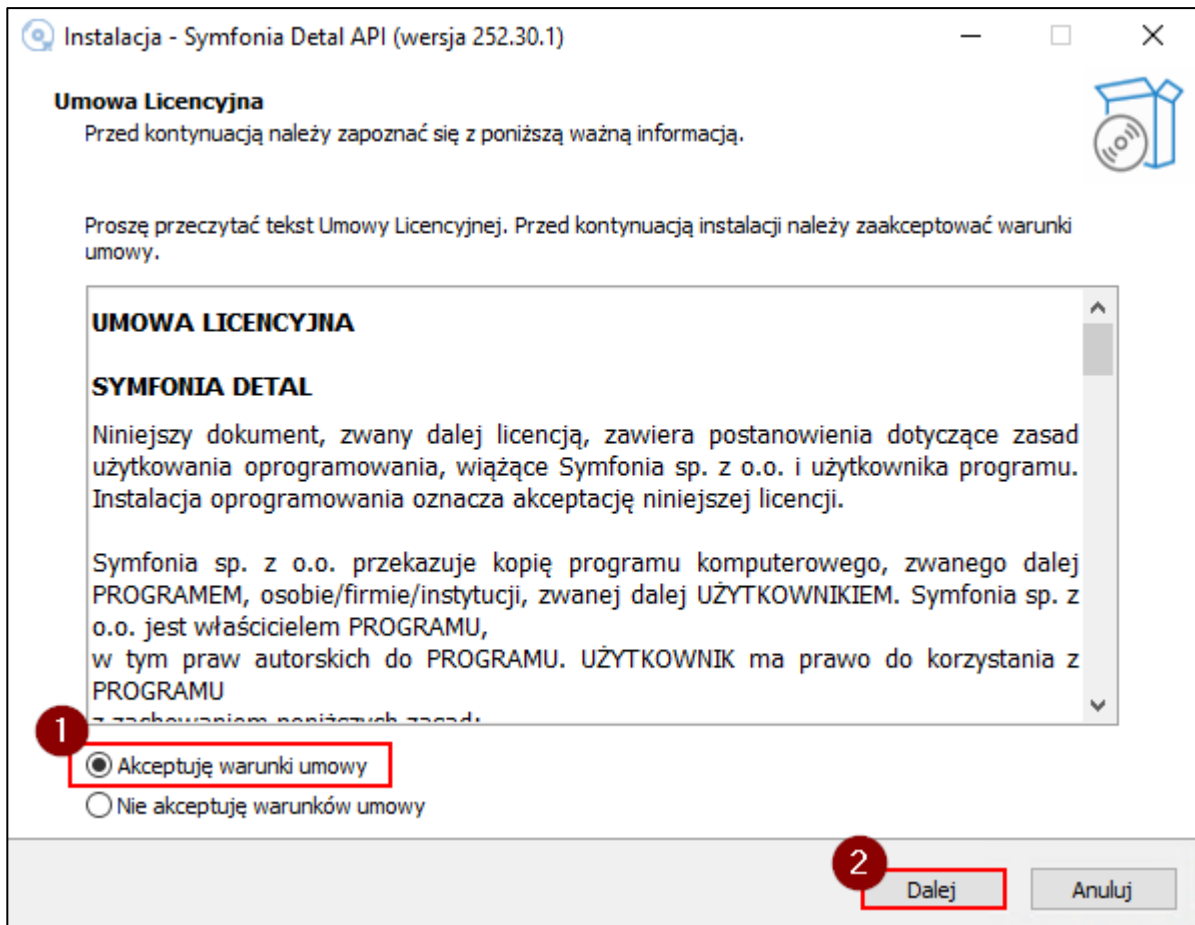 Instalacja - Symfonia Detal API (wersja 252.30.1)
Umowa Licencyjna
Przed kontynuacją należy zapoznać się z poniższą ważną informacją.
Proszę przeczytać tekst Umowy Licencyjnej. Przed kontynuacją instalacji należy zaakceptować warunki
umowy.
UMOWA LICENCYJNA
SYMFONIA DETAL
Niniejszy dokument, zwany dalej licencją, zawiera postanowienia dotyczące zasad
użytkowania oprogramowania, wiążące Symfonia sp. z o.o. i użytkownika programu.
Instalacja oprogramowania oznacza akceptację niniejszej licencji.
Symfonia sp. z o.o. przekazuje kopię programu komputerowego, zwanego dalej
PROGRAMEM, osobie/firmie/instytucji, zwanej dalej UŻYTKOWNIKIEM. Symfonia sp. z
o.o. jest właścicielem PROGRAMU,
w tym praw autorskich do PROGRAMU. UŻYTKOWNIK ma prawo do korzystania z
PROGRAMU
z zachowaniem poniższych zasad:
1
Akceptuję warunki umowy
Nie akceptuję warunków umowy
2
Dalej
Anuluj